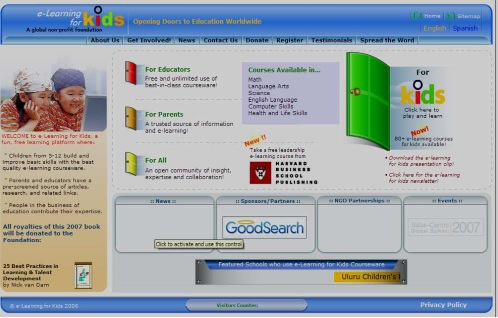 e-Learning
for
kids
A global non profit Foundation
Opening Doors to Education Worldwide
Home
Sitemap
English
Spanish
About Us
Get Involved!
News
Contact Us
Donate
Register
Testimonials
Spread the Word
WELCOME to e-Learning for Kids, a
fun, free learning platform where:
" Children from 5-12 build and
improve basic skills with the best
quality e-learning courseware.
" Parents and educators have a
pre-screened source of articles,
research, and related links.
" People in the business of
education contribute their expertise.
All royalties of this 2007 book
will be donated to the
Foundation:
25 Best Practices in
Learning & Talent
Development
by Nick van Dam
For Educators
Free and unlimited use of
best-in-class courseware!
For Parents
A trusted source of information
and e-learning!
For All
An open community of insight,
expertise and collaboration!
Courses Available in...
Math
Language Arts
Science
English Language
Computer Skills
Health and Life Skills
New !!
Take a free leadership
e-learning course from
HARVARD
BUSINESS
SCHOOL
PUBLISHING
For
kids
Click here to
play and learn
Now!
80+ e-learning courses
for kids available!
Download the e-learning
for kids presentation clip!
Click here for the e-learning
for kids newsletter!
:: News ::
:: Sponsors/Partners ::
:: NGO Partnerships ::
:: Events ::
GoodSearch
2007
Click to activate and use this control
Featured Schools who use e-Learning for Kids Courseware
Uluru Children's
© e-Learning for Kids 2006
Visitors Counter:
Privacy Policy